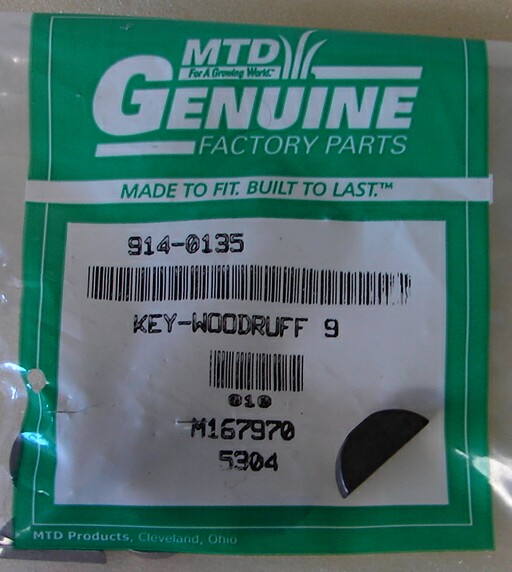 MTD
For A Growing World.™
GENUINE
FACTORY PARTS
MADE TO FIT. BUILT TO LAST.™
914-0135
KEY-WOODRUFF 9
010
M167970
5304
MTD Products, Cleveland, Ohio